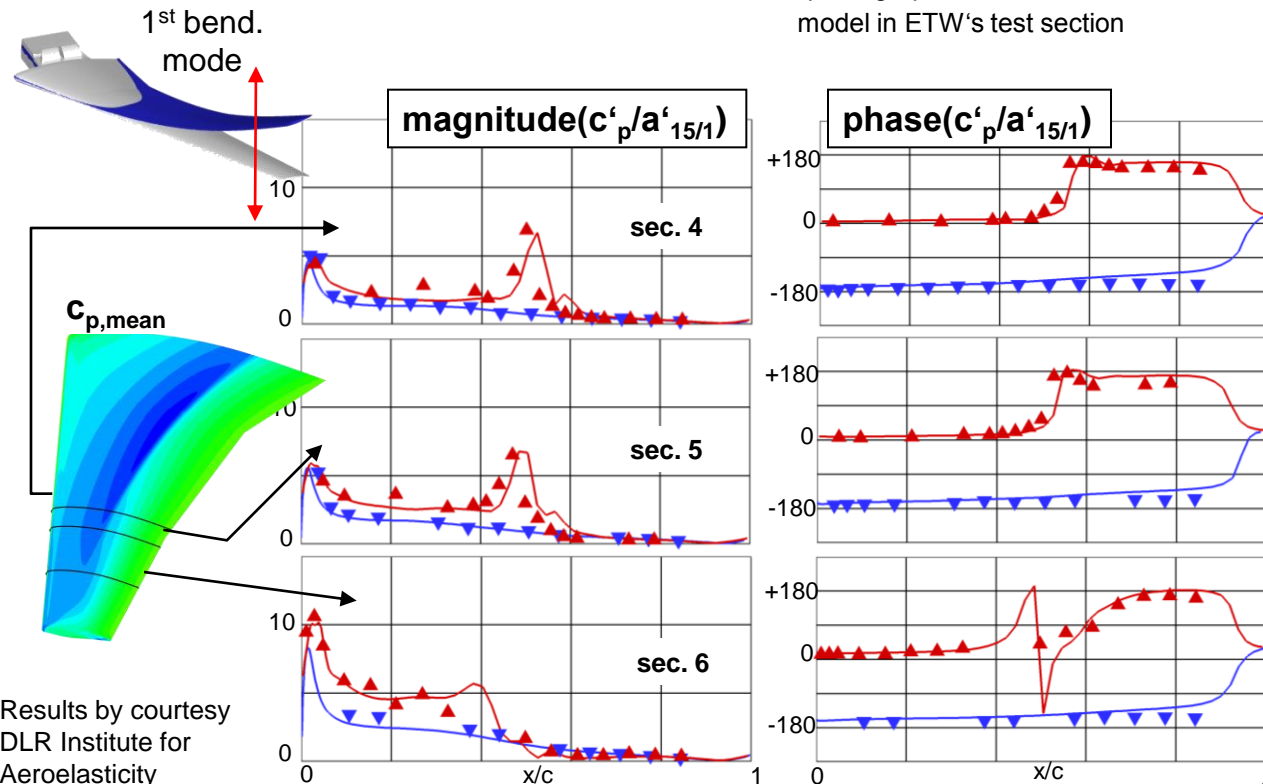 1st bend.
mode
model in ETW‘s test section
magnitude(c‘p/a‘15/1)
phase(c‘p/a‘15/1)
10
sec. 4
0
+180
0
-180
cp,mean
sec. 5
0
+180
0
-180
10
sec. 6
0
+180
0
-180
0
x/c
1
0
x/c
Results by courtesy
DLR Institute for
Aeroelasticity